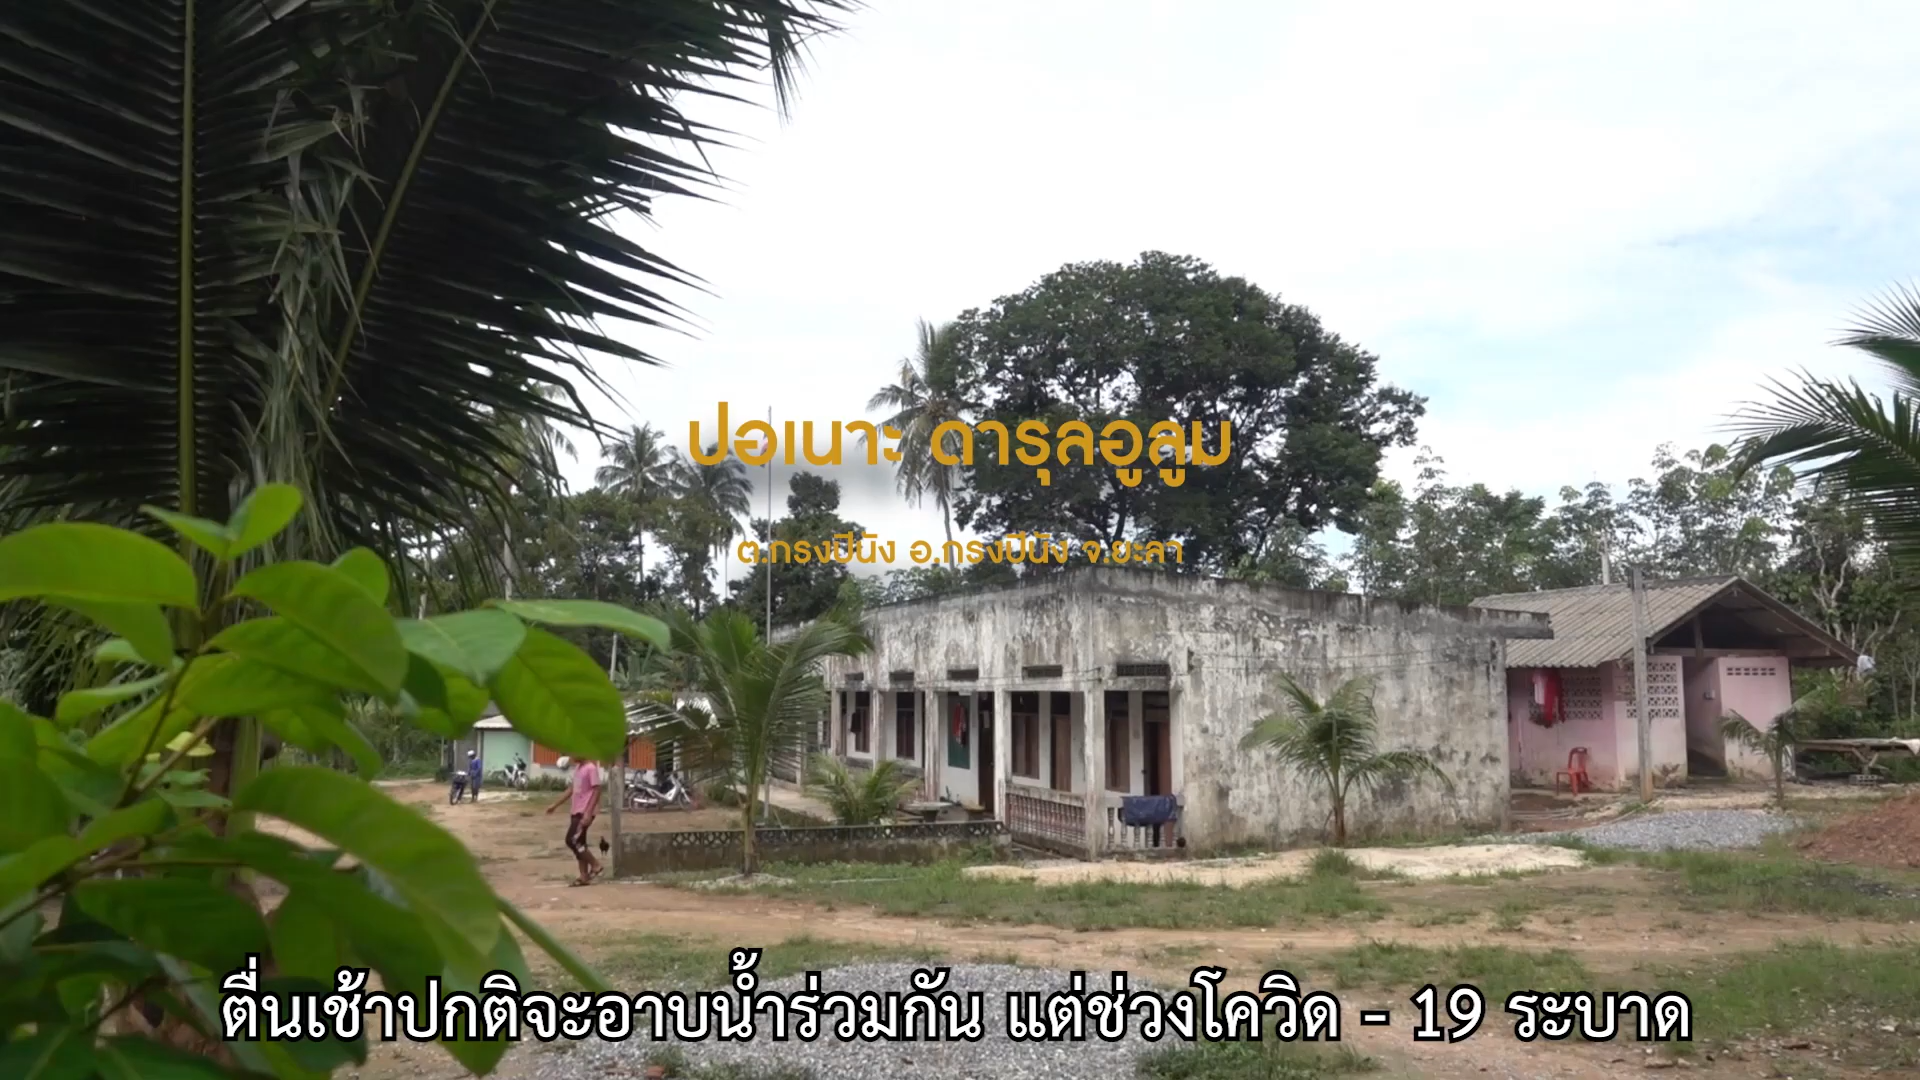 ปอเนาะ ดารุลอูลูม
ต.กรงปินัง อ.กรงปินัง จ.ยะลา
ตื่นเช้าปกติจะอาบน้ำร่วมกัน แต่ช่วงโควิด - 19 ระบาด